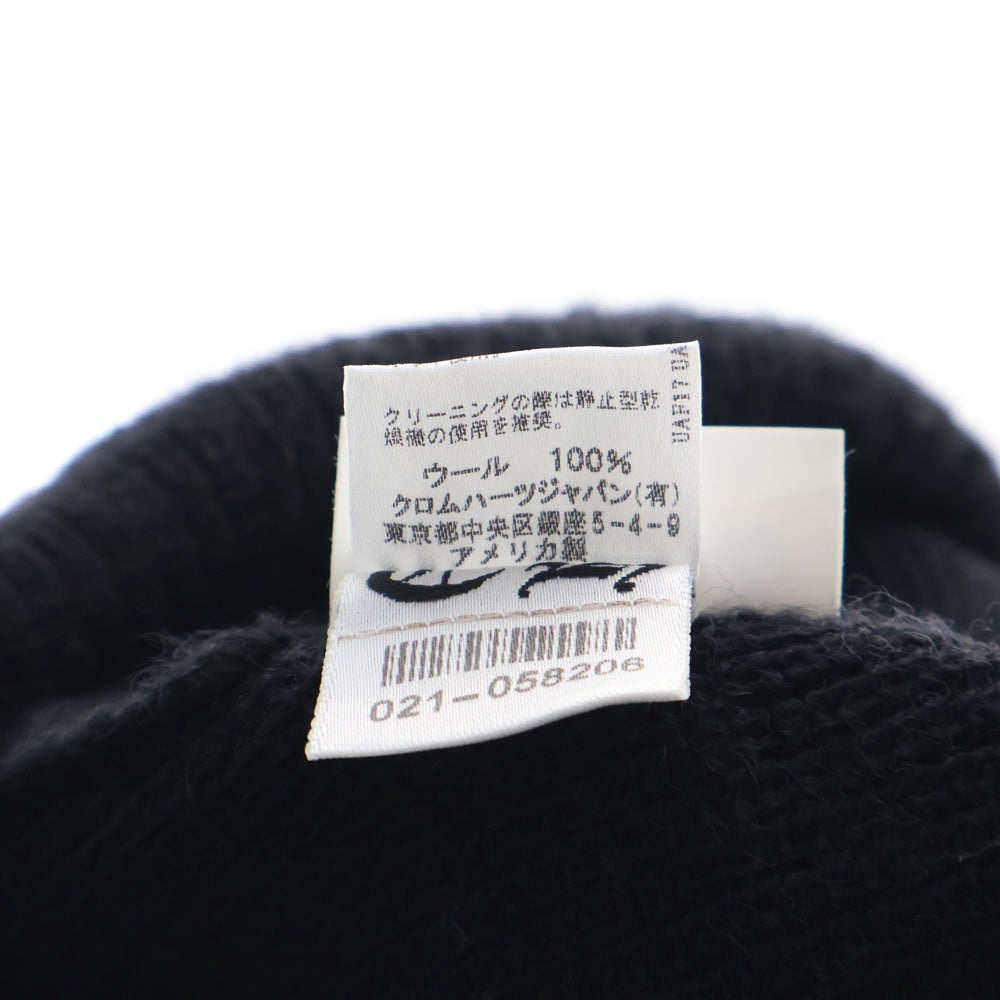 クリーニングの際は静止型乾
燥機の使用を推奨。
ウール 100%
クロムハーツジャパン(有)
東京都中央区銀座5-4-9
アメリカ製
021-058206